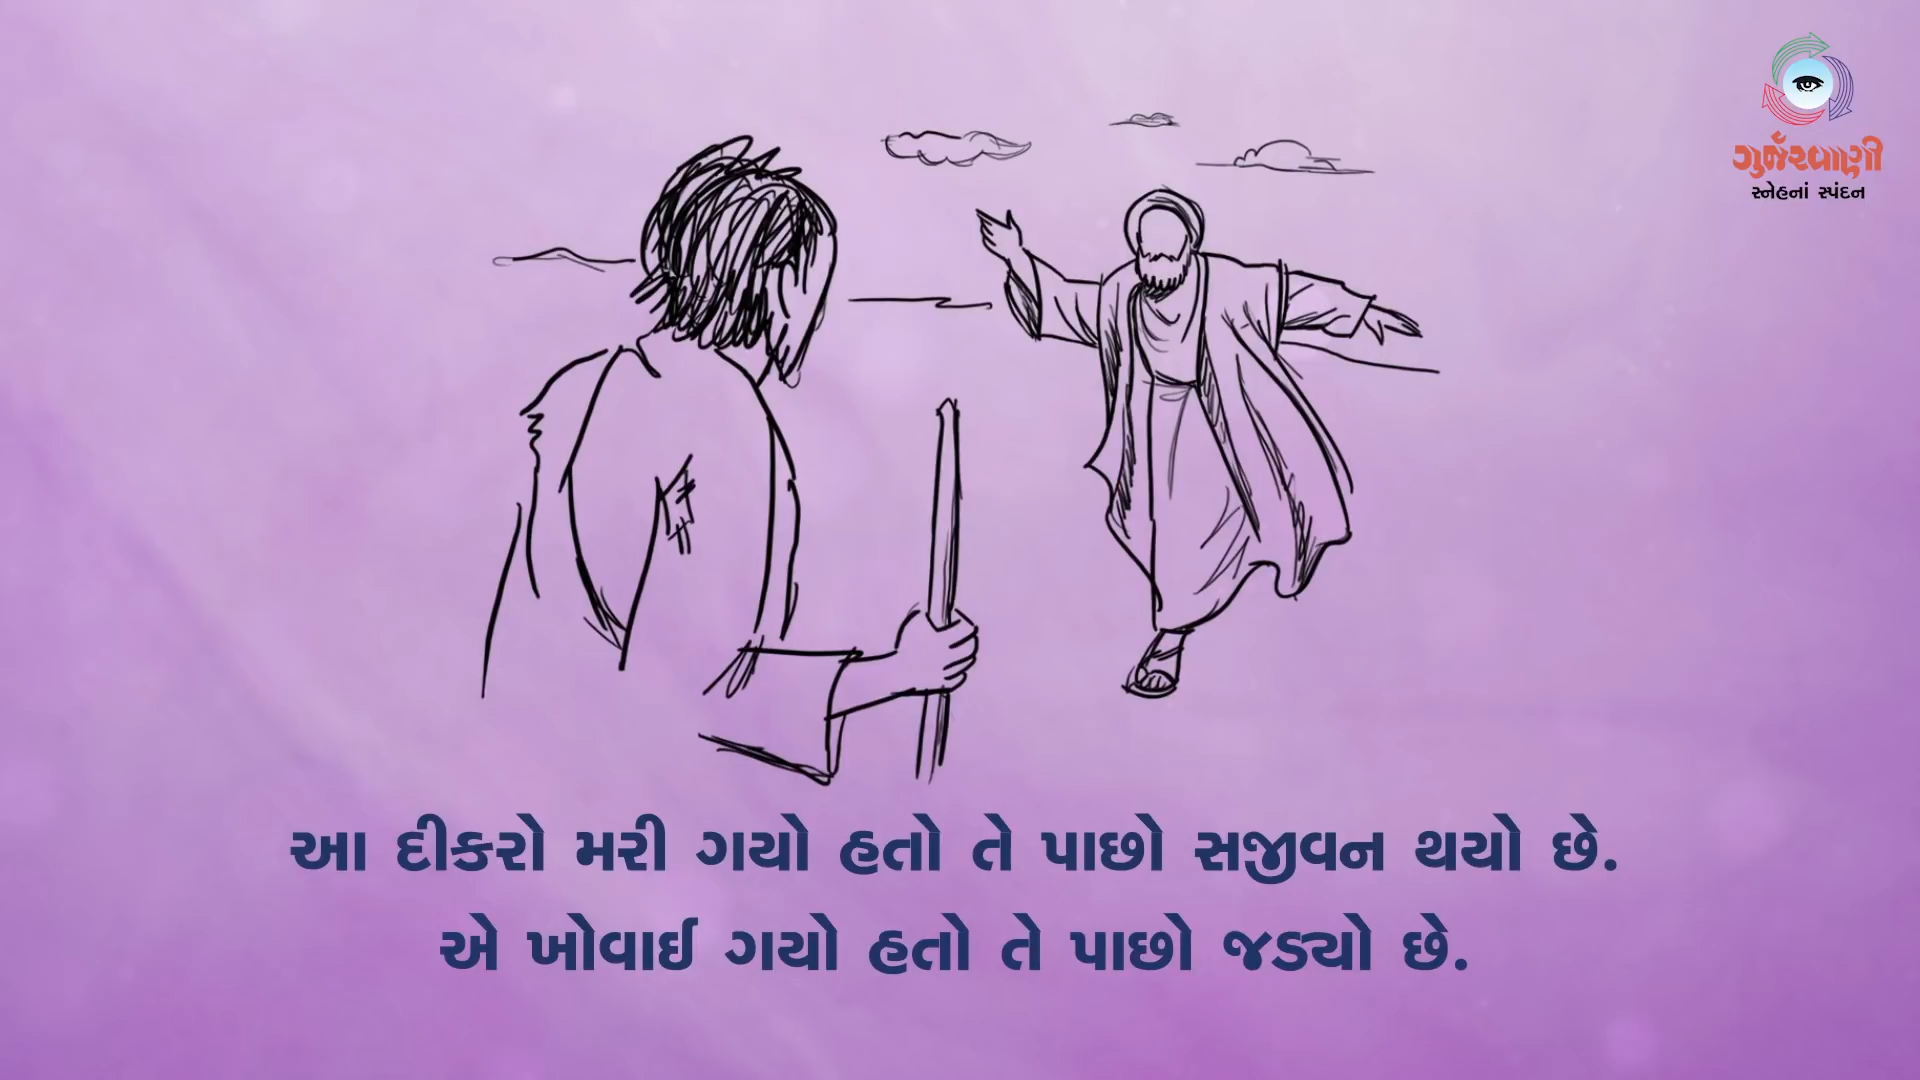 ગુર્જરવાણી
સ્નેહનાં સ્પંદન
આ દીકરો મરી ગયો હતો તે પાછો સજીવન થયો છે.
એ ખોવાઈ ગયો હતો તે પાછો જડ્યો છે.